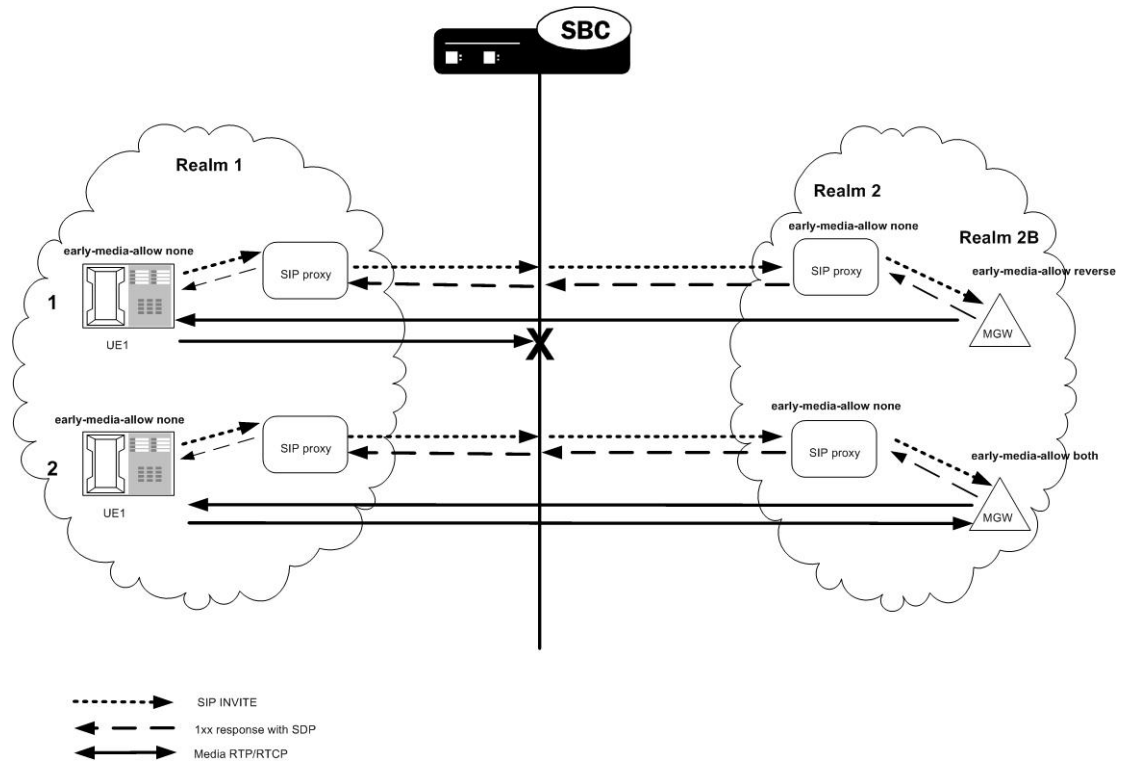 SBC
Realm 1
Realm 2
early-media-allow none
early-media-allow none
Realm 2B
SIP proxy
SIP proxy
early-media-allow reverse
1
MGW
UE1
X
early-media-allow none
early-media-allow none
SIP proxy
SIP proxy
early-media-allow both
2
MGW
UE1
SIP INVITE
1xx response with SDP
Media RTP/RTCP